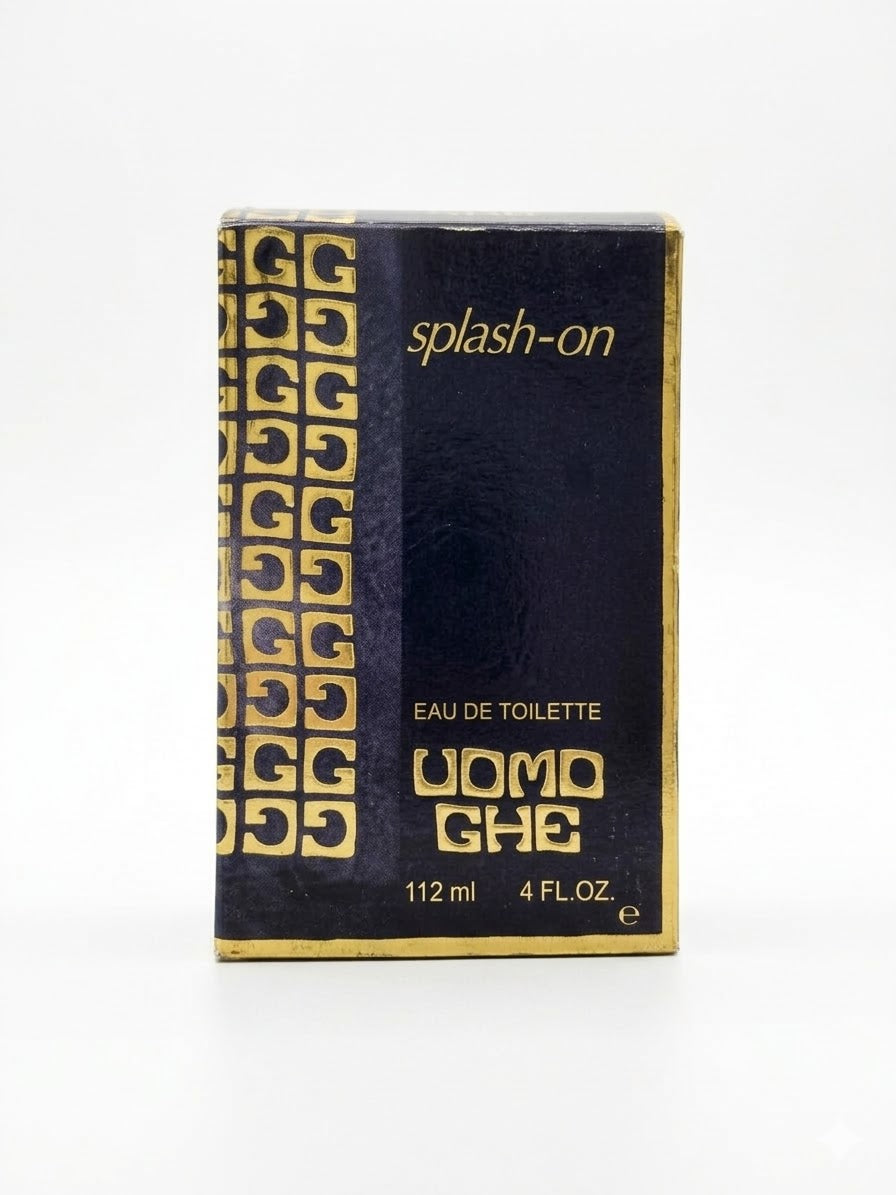 splash-on
EAU DE TOILETTE
UOMO
GHE
112 ml 4 FL.OZ.
e